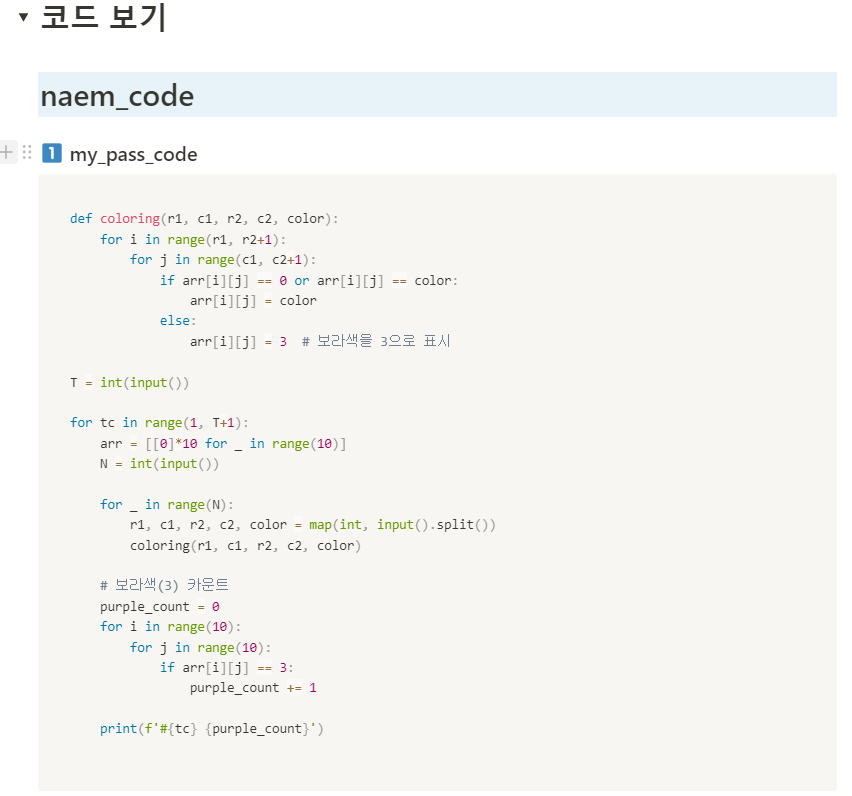 코드 보기
naem_code
1 my_pass_code
def coloring(r1, c1, r2, c2, color):
    for i in range(r1, r2+1):
        for j in range(c1, c2+1):
            if arr[i][j] == 0 or arr[i][j] == color:
                arr[i][j] = color
            else:
                arr[i][j] = 3  # 보라색을 3으로 표시
T = int(input())
for tc in range(1, T+1):
    arr = [[0]*10 for _ in range(10)]
    N = int(input())
    for _ in range(N):
        r1, c1, r2, c2, color = map(int, input().split())
        coloring(r1, c1, r2, c2, color)
    # 보라색(3) 카운트
    purple_count = 0
    for i in range(10):
        for j in range(10):
            if arr[i][j] == 3:
                purple_count += 1
    print(f'#{tc} {purple_count}')